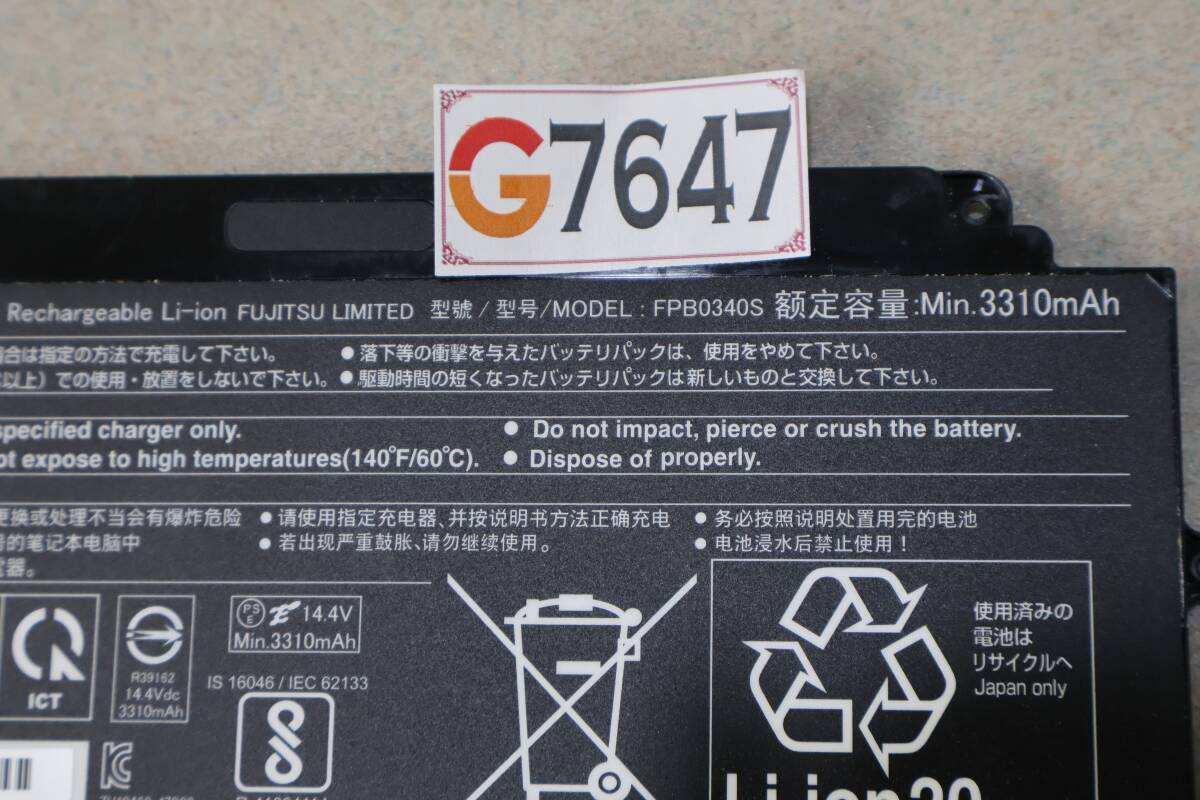 G7647
Rechargeable Li-ion FUJITSU LIMITED 型號/型号/MODEL : FPB0340S 额定容量:Min.3310mAh
合は指定の方法で充電して下さい。 ●落下等の衝撃を与えたバッテリパックは、使用をやめて下さい。
以上）での使用・放置をしないで下さい。 ●駆動時間の短くなったバッテリパックは新しいものと交換して下さい。
specified charger only. ● Do not impact, pierce or crush the battery.
ot expose to high temperatures(140°F/60°C). ● Dispose of properly.
更换或处理不当会有爆炸危险 ●请使用指定充电器､并按说明书方法正确充电 ●务必按照说明处置用完的电池
的笔记本电脑中 ●若出现严重鼓胀､请勿继续使用。 ●电池浸水后禁止使用！
电器。
PS
E
14.4V
Min.3310mAh
ICT
R39162
14.4Vdc
3310mAh
IS 16046 / IEC 62133
使用済みの
電池は
リサイクルへ
Japan only
Li-ion20